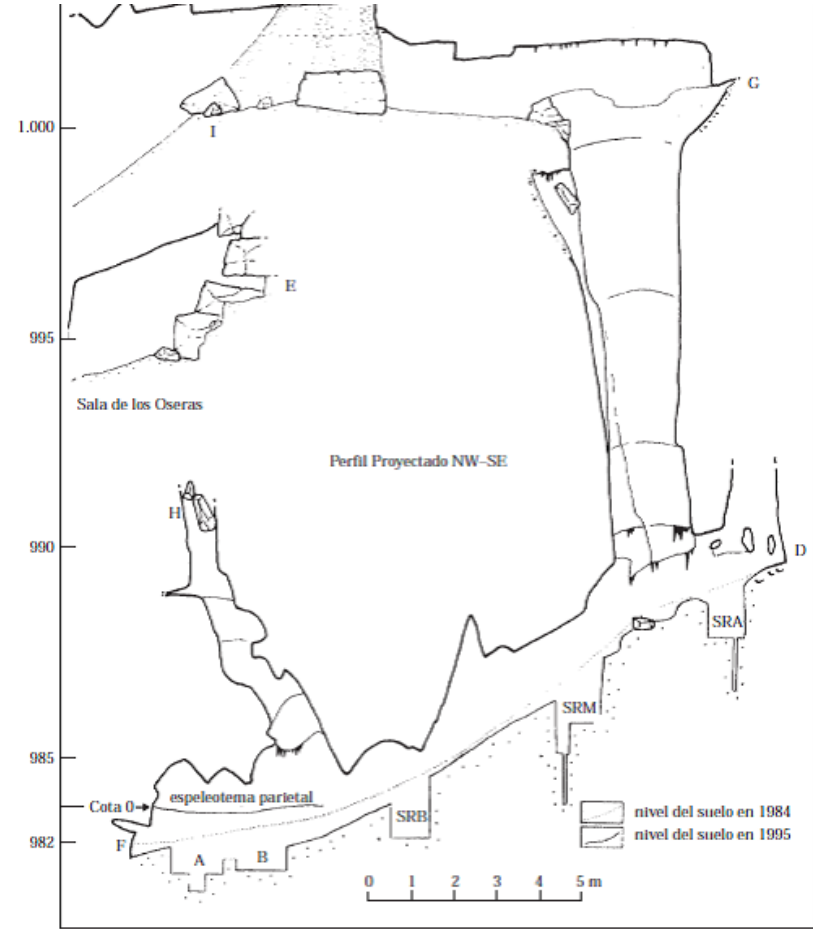 G
1.000
I
E
995
Sala de los Oseras
Perfil Proyectado NW-SE
H
990
D
SRA
SRM
985
Cota 0
espeleotema parietal
SRB
nivel del suelo en 1984
nivel del suelo en 1995
982
F
A
B
0 1 2 3 4 5 m